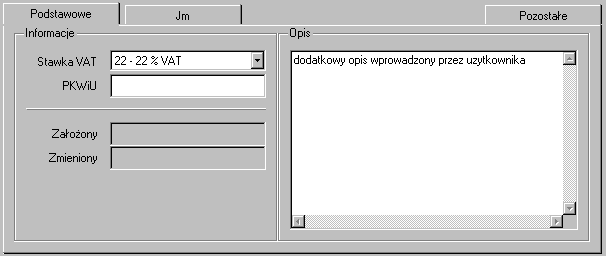 Podstawowe
Jm
Pozostałe
Informacje
Stawka VAT
22 - 22 % VAT
PKWiU
Założony
Zmieniony
Opis
dodatkowy opis wprowadzony przez uzytkownika